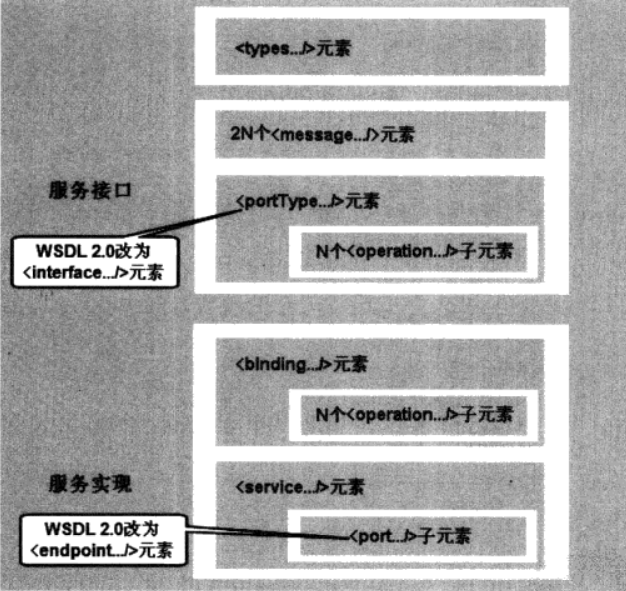 <types.../>元素
2N个<message.../>元素
服务接口
<portType.../>元素
WSDL 2.0改为
<interface.../>元素
N个<operation.../>子元素
<binding.../>元素
N个<operation.../>子元素
服务实现
<service.../>元素
WSDL 2.0改为
<endpoint.../>元素
<port.../>子元素